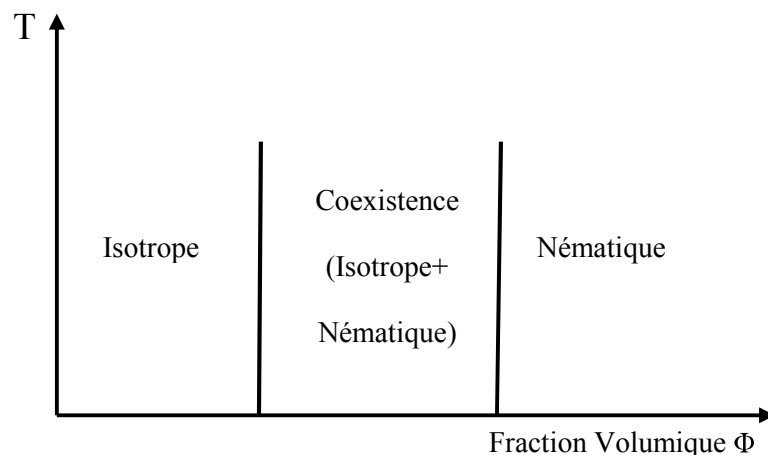 T
Isotrope
Coexistence
(Isotrope+
Nématique)
Nématique
Fraction Volumique Φ